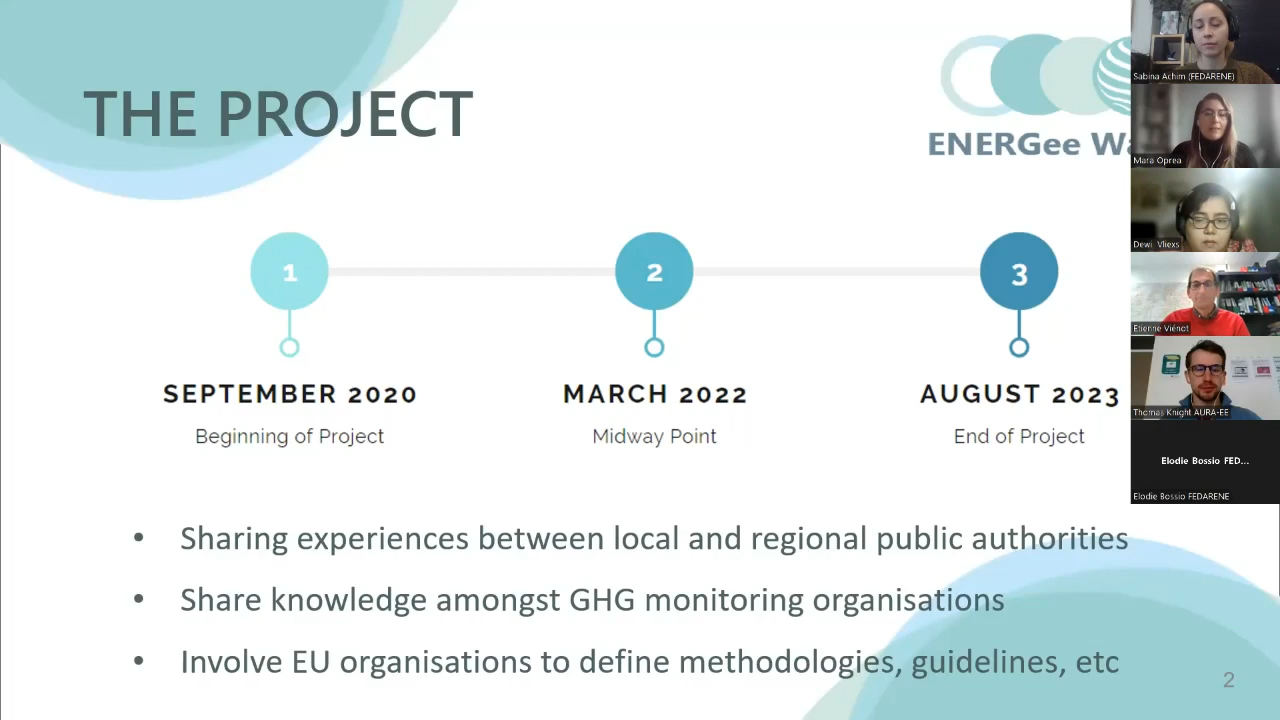 THE PROJECT
ENERGee Wa
1
2
3
SEPTEMBER 2020
MARCH 2022
AUGUST 2023
Beginning of Project
Midway Point
End of Project
• Sharing experiences between local and regional public authorities
• Share knowledge amongst GHG monitoring organisations
• Involve EU organisations to define methodologies, guidelines, etc
2
Sabina Achim (FEDARENE)
Mara Oprea
Dewi Vliexs
Etienne Viénot
Thomas Knight AURA-EE
Elodie Bossio FED...
Elodie Bossio FEDARENE